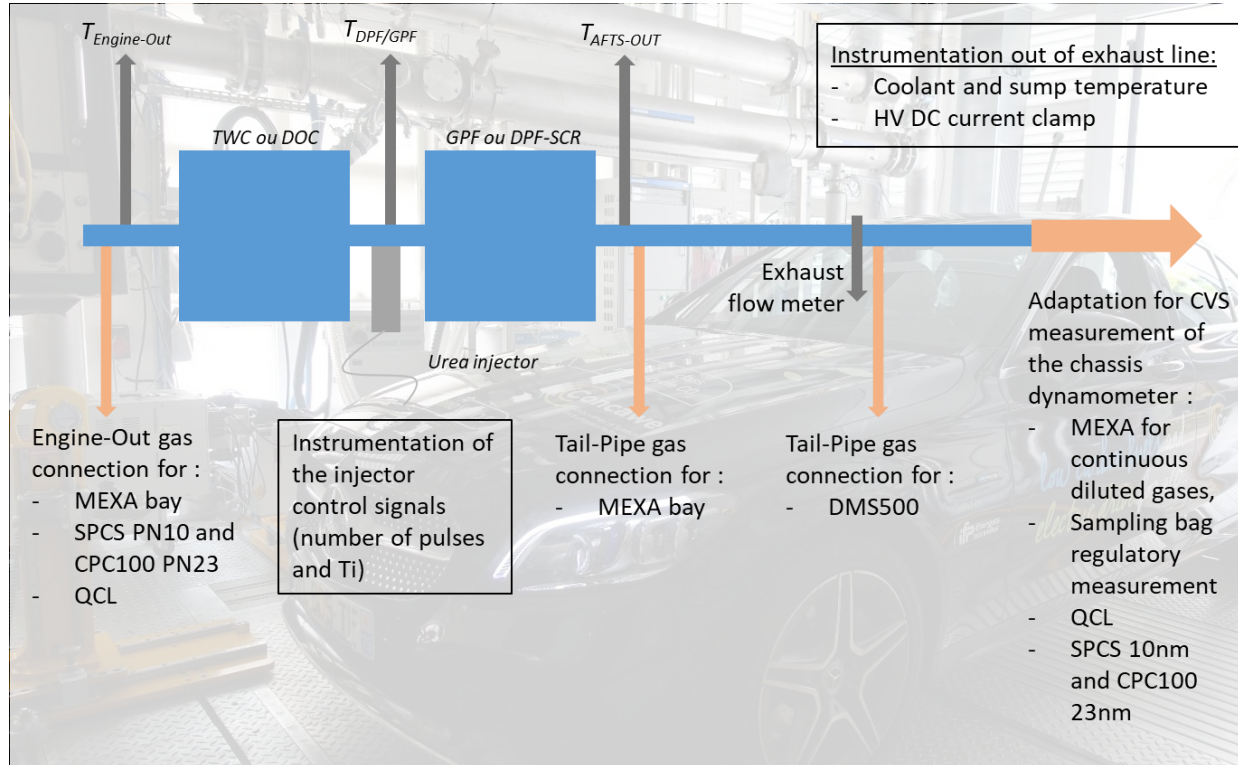 T Engine-Out
T DPF/GPF
T AFTS-OUT
Instrumentation out of exhaust line:
- Coolant and sump temperature
- HV DC current clamp
TWC ou DOC
GPF ou DPF-SCR
Exhaust
flow meter
Urea injector
Engine-Out gas
connection for :
- MEXA bay
- SPCS PN10 and
CPC100 PN23
- QCL
Instrumentation of
the injector
control signals
(number of pulses
and Ti)
Tail-Pipe gas
connection for :
- MEXA bay
Tail-Pipe gas
connection for :
- DMS500
Adaptation for CVS
measurement of
the chassis
dynamometer :
- MEXA for
continuous
diluted gases,
- Sampling bag
regulatory
measurement
- QCL
- SPCS 10nm
and CPC100
23nm